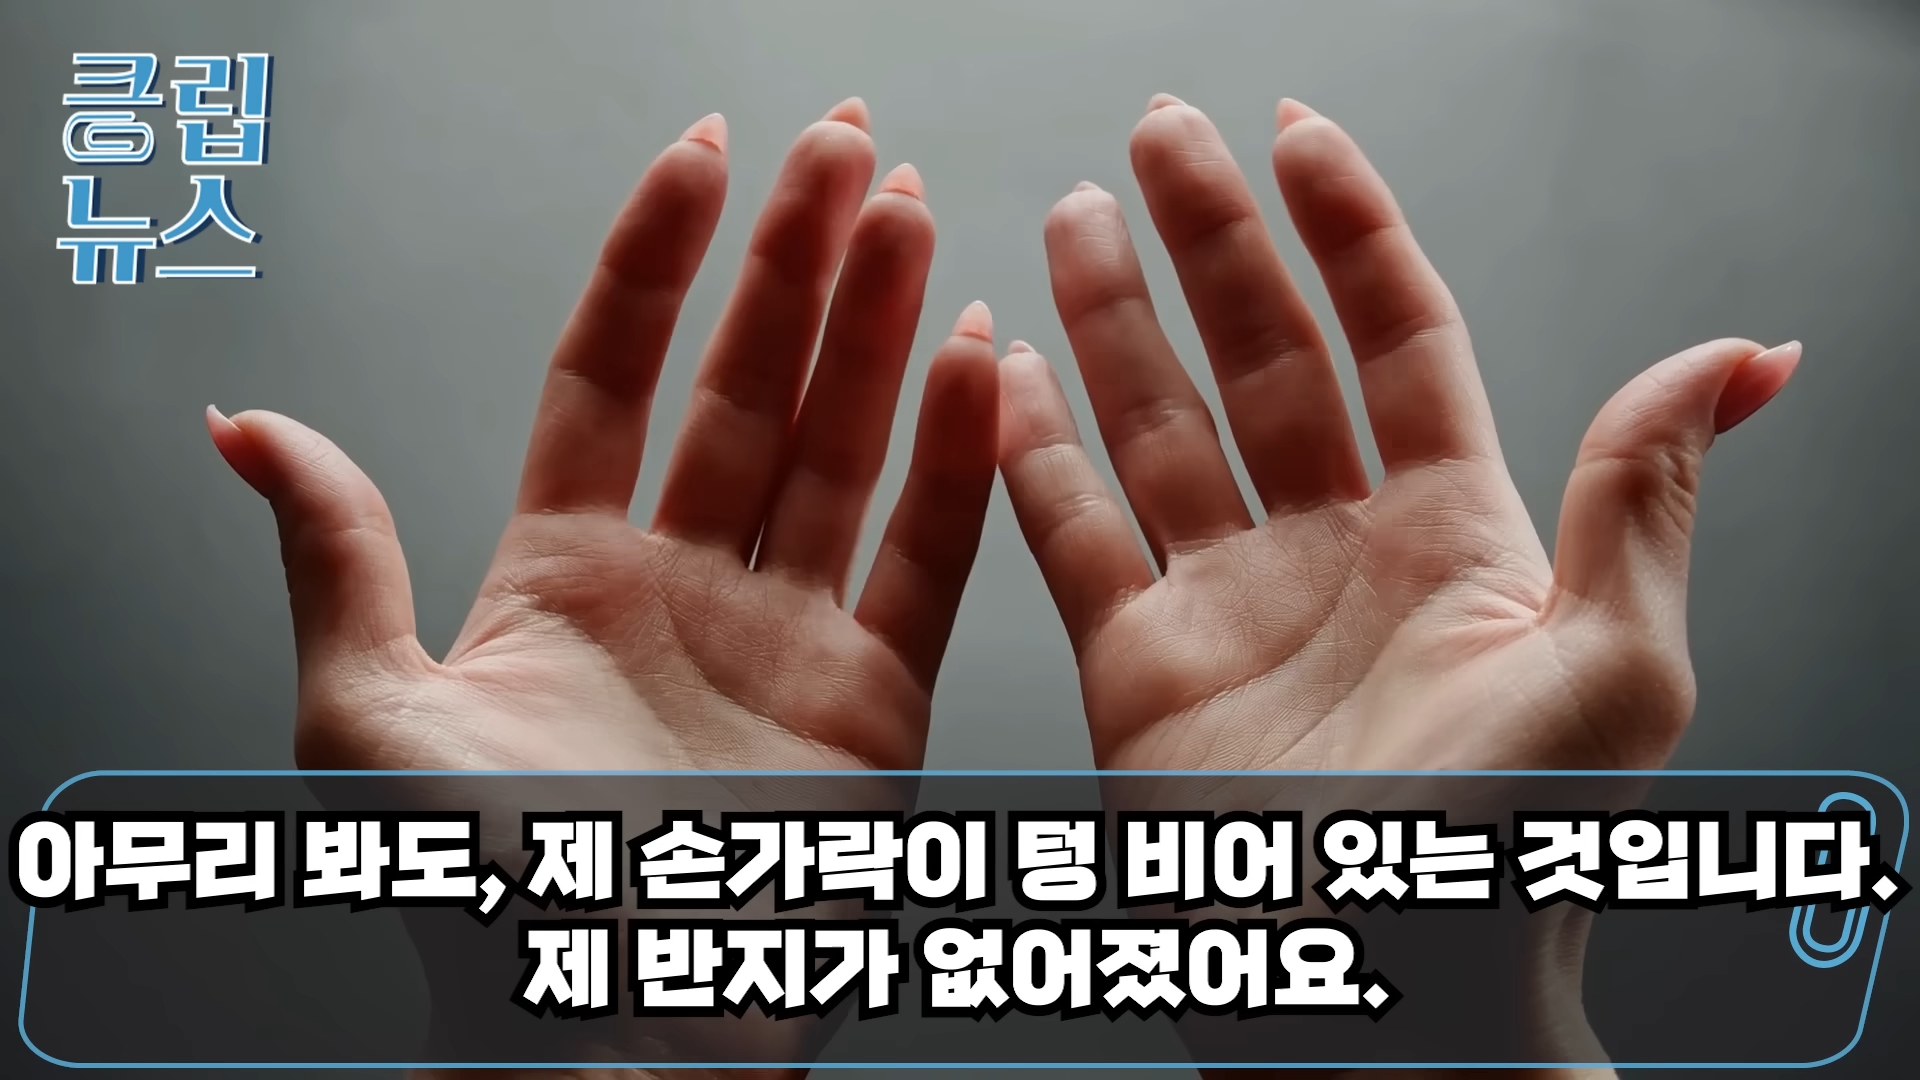 클립
뉴스
아무리 봐도, 제 손가락이 텅 비어 있는 것입니다.
제 반지가 없어졌어요.